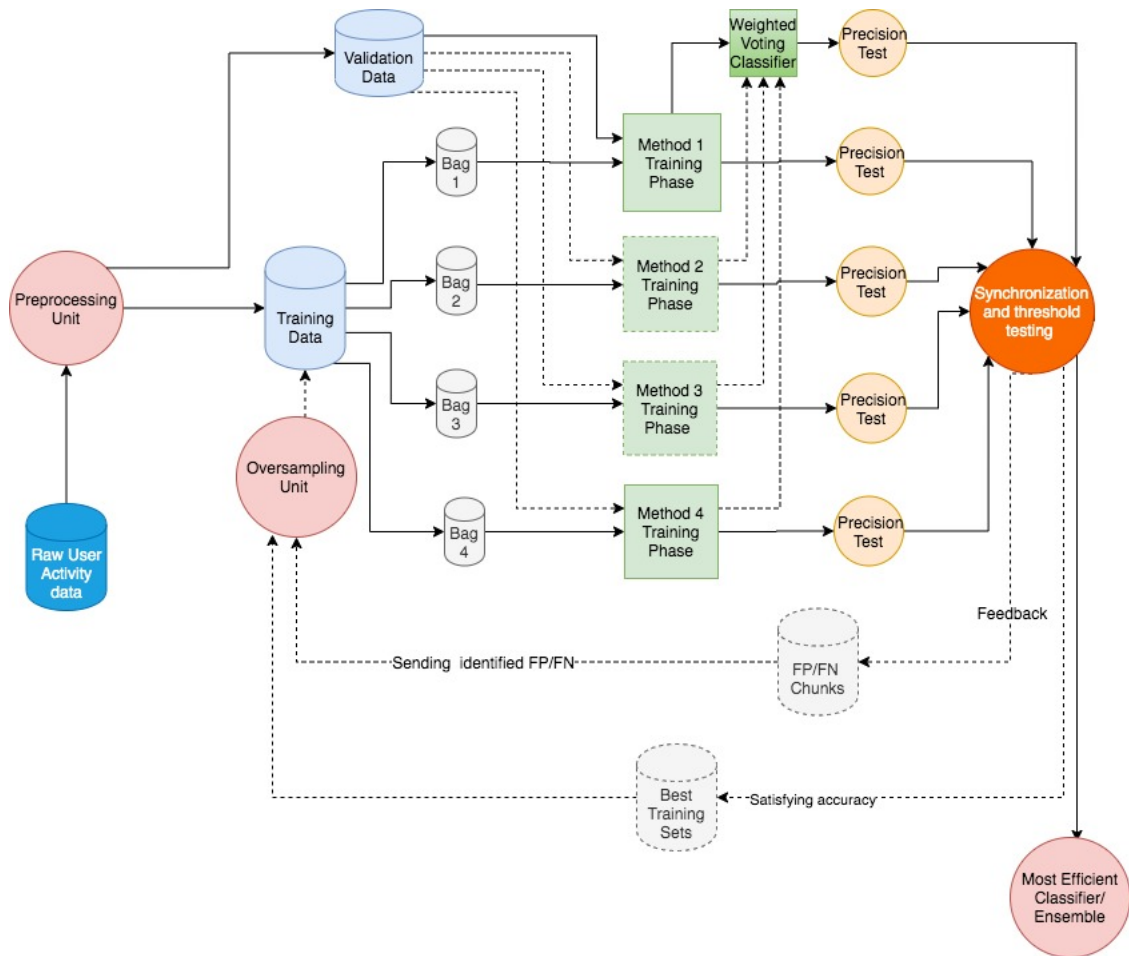 Weighted
Voting
Classifier
Precision
Test
Validation
Data
Bag
1
Method 1
Training
Phase
Precision
Test
Preprocessing
Unit
Training
Data
Bag
2
Method 2
Training
Phase
Precision
Test
Synchronization
and threshold
testing
Bag
3
Method 3
Training
Phase
Precision
Test
Oversampling
Unit
Bag
4
Method 4
Training
Phase
Precision
Test
Raw User
Activity
data
Feedback
Sending identified FP/FN
FP/FN
Chunks
Best
Training
Sets
Satisfying accuracy
Most Efficient
Classifier/
Ensemble